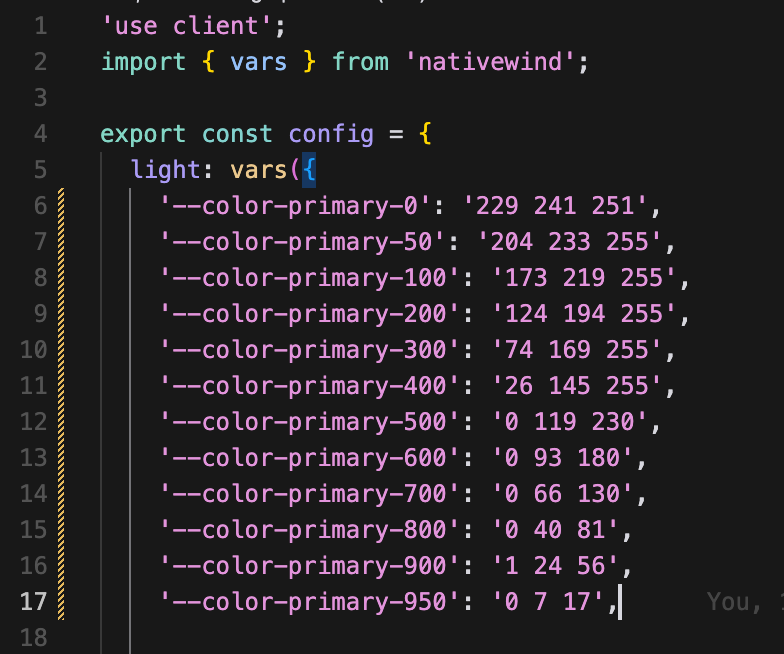 1 'use client';
2 import { vars } from 'nativewind';
3
4 export const config = {
5 light: vars({
6 '--color-primary-0': '229 241 251',
7 '--color-primary-50': '204 233 255',
8 '--color-primary-100': '173 219 255',
9 '--color-primary-200': '124 194 255',
10 '--color-primary-300': '74 169 255',
11 '--color-primary-400': '26 145 255',
12 '--color-primary-500': '0 119 230',
13 '--color-primary-600': '0 93 180',
14 '--color-primary-700': '0 66 130',
15 '--color-primary-800': '0 40 81',
16 '--color-primary-900': '1 24 56',
17 '--color-primary-950': '0 7 17', You,
18